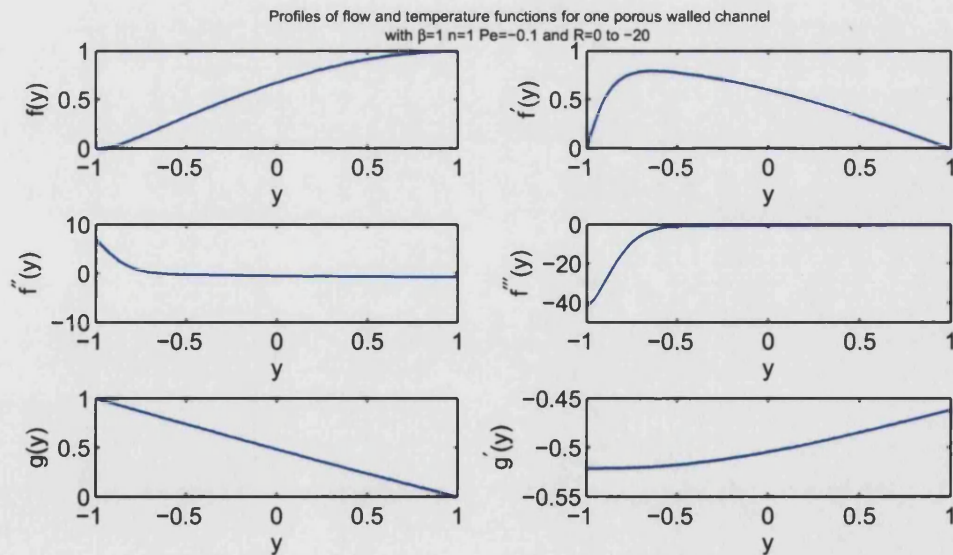 Profiles of flow and temperature functions for one porous walled channel
with β=1 n=1 Pe=−0.1 and R=0 to −20
f(y)
1
0.5
0
−1 −0.5 0 0.5 1
y
f′(y)
1
0.5
0
−1 −0.5 0 0.5 1
y
f″(y)
10
0
−10
−1 −0.5 0 0.5 1
y
f‴(y)
0
−20
−40
−1 −0.5 0 0.5 1
y
g(y)
1
0.5
0
−1 −0.5 0 0.5 1
y
g′(y)
−0.45
−0.5
−0.55
−1 −0.5 0 0.5 1
y